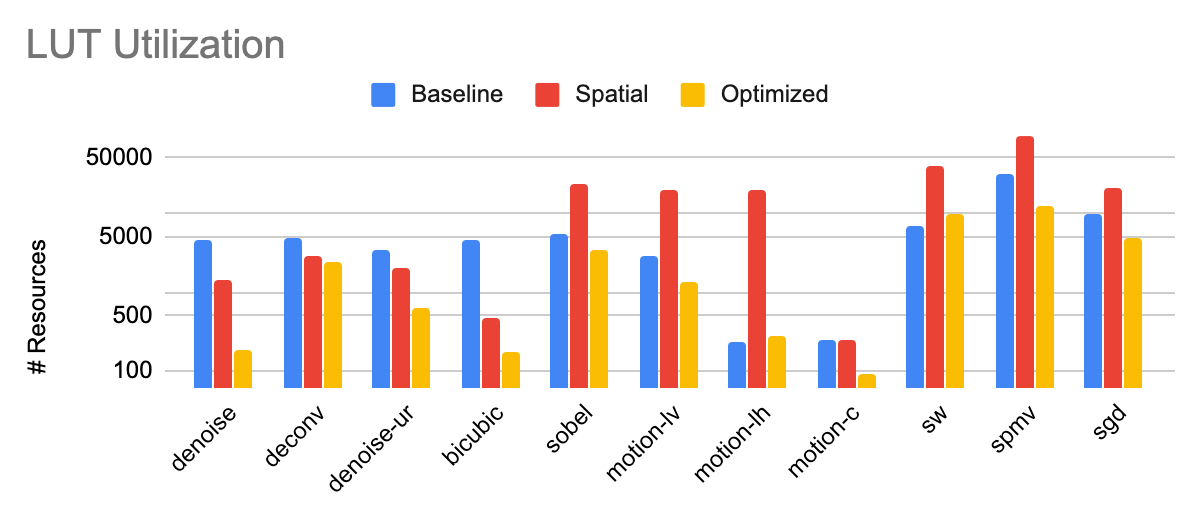 LUT Utilization
Baseline Spatial Optimized
# Resources
50000
5000
500
100
denoise deconv denoise-ur bicubic sobel motion-lv motion-lh motion-c sw spmv sgd